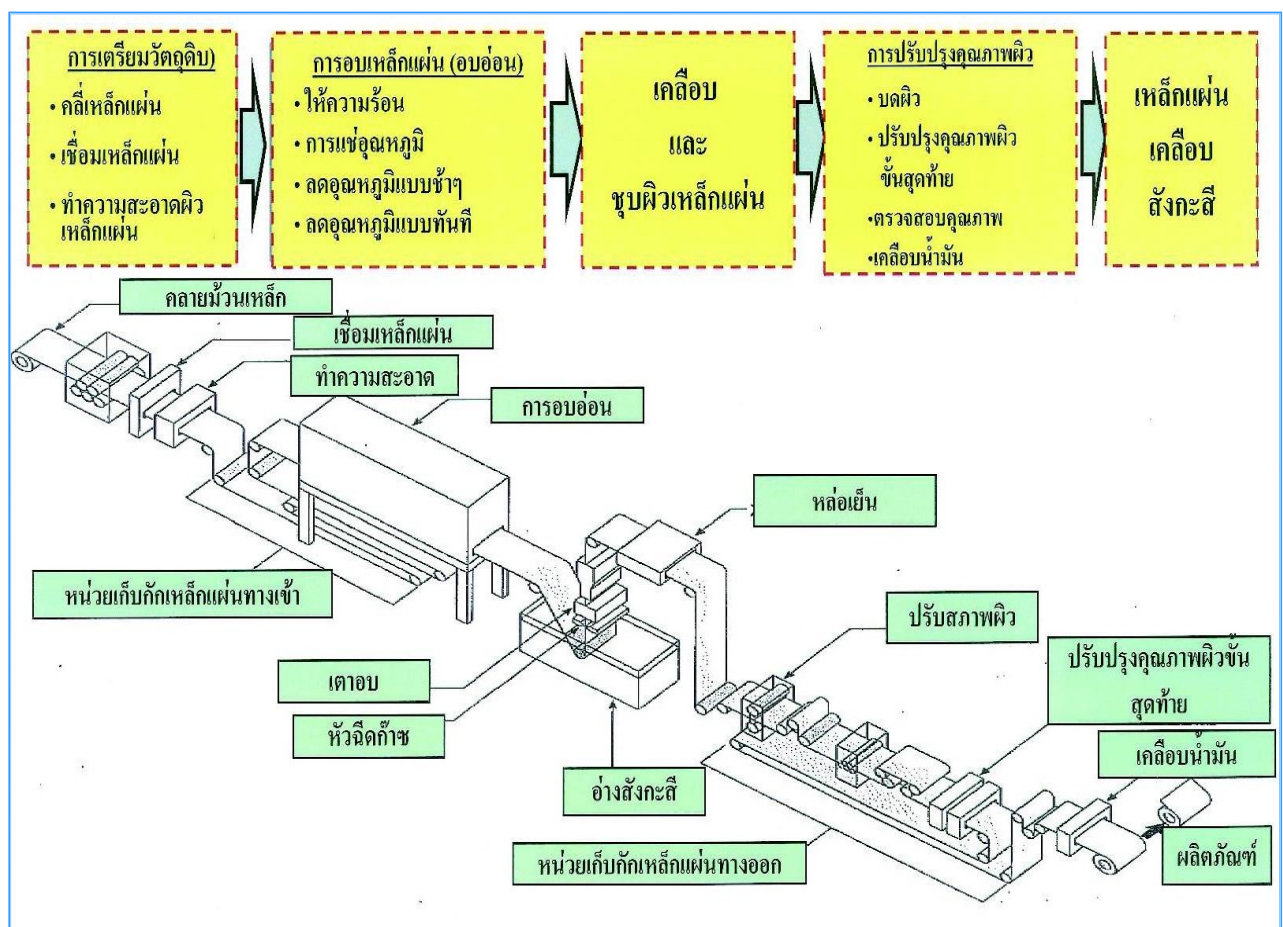 การเตรียมวัตถุดิบ)
• คลี่เหล็กแผ่น
• เชื่อมเหล็กแผ่น
• ทำความสะอาดผิว
เหล็กแผ่น
การอบเหล็กแผ่น (อบอ่อน)
• ให้ความร้อน
• การแช่อุณหภูมิ
• ลดอุณหภูมิแบบช้าๆ
• ลดอุณหภูมิแบบทันที
เคลือบ
และ
ชุบผิวเหล็กแผ่น
การปรับปรุงคุณภาพผิว
• บดผิว
• ปรับปรุงคุณภาพผิว
ขั้นสุดท้าย
•ตรวจสอบคุณภาพ
•เคลือบน้ำมัน
เหล็กแผ่น
เคลือบ
สังกะสี
คลายม้วนเหล็ก
เชื่อมเหล็กแผ่น
ทำความสะอาด
การอบอ่อน
หล่อเย็น
หน่วยเก็บกักเหล็กแผ่นทางเข้า
ปรับสภาพผิว
ปรับปรุงคุณภาพผิวขั้น
สุดท้าย
เตาอบ
หัวฉีดก๊าซ
เคลือบน้ำมัน
อ่างสังกะสี
หน่วยเก็บกักเหล็กแผ่นทางออก
ผลิตภัณฑ์